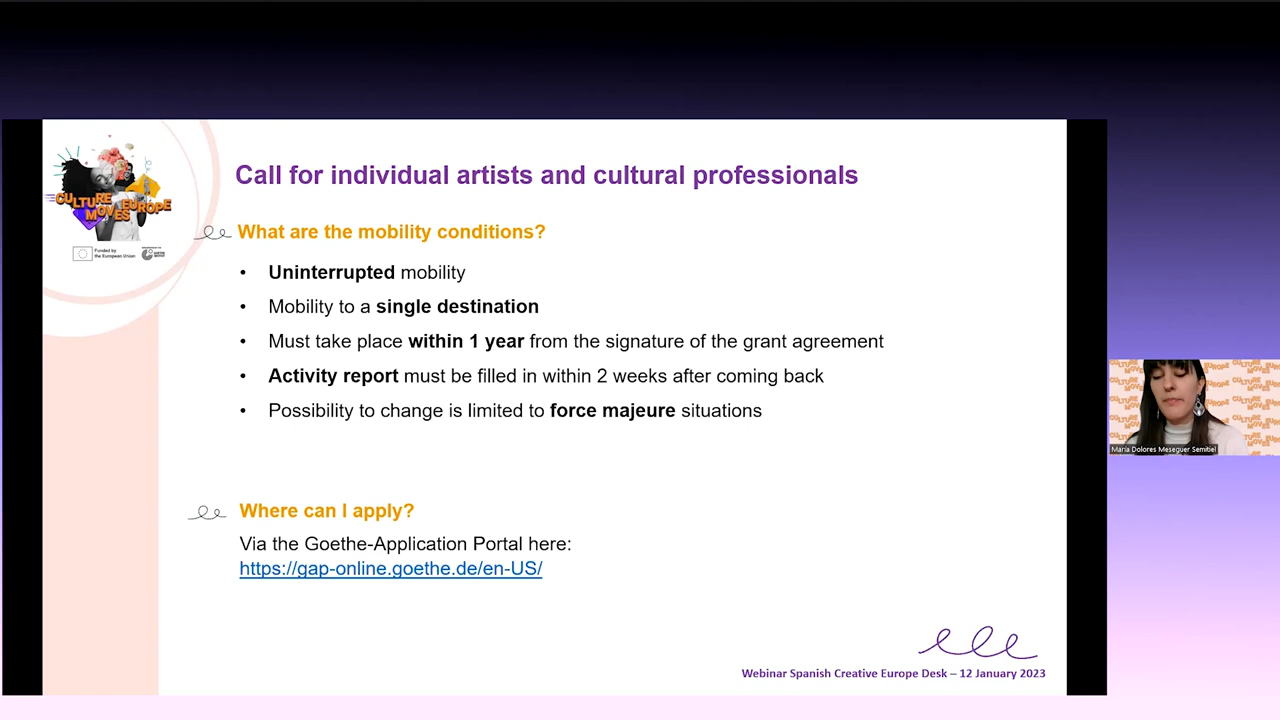 Call for individual artists and cultural professionals
CULTURE
MOVES EUROPE
Funded by
the European Union
GOETHE
INSTITUT
What are the mobility conditions?
• Uninterrupted mobility
• Mobility to a single destination
• Must take place within 1 year from the signature of the grant agreement
• Activity report must be filled in within 2 weeks after coming back
• Possibility to change is limited to force majeure situations
Where can I apply?
Via the Goethe-Application Portal here:
https://gap-online.goethe.de/en-US/
Webinar Spanish Creative Europe Desk – 12 January 2023
María Dolores Meseguer Semitiel